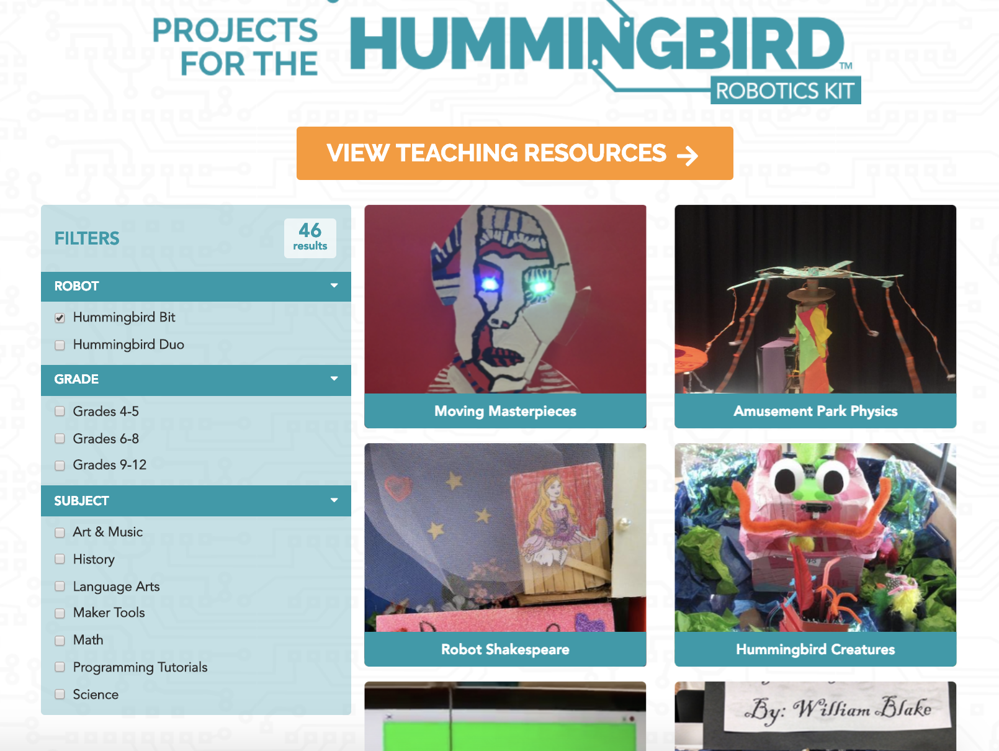 PROJECTS
FOR THE
HUMMINGBIRD™
ROBOTICS KIT
VIEW TEACHING RESOURCES →
FILTERS
46
results
ROBOT
Hummingbird Bit
Hummingbird Duo
GRADE
Grades 4-5
Grades 6-8
Grades 9-12
SUBJECT
Art & Music
History
Language Arts
Maker Tools
Math
Programming Tutorials
Science
Moving Masterpieces
Amusement Park Physics
Robot Shakespeare
Hummingbird Creatures
By: William Blake